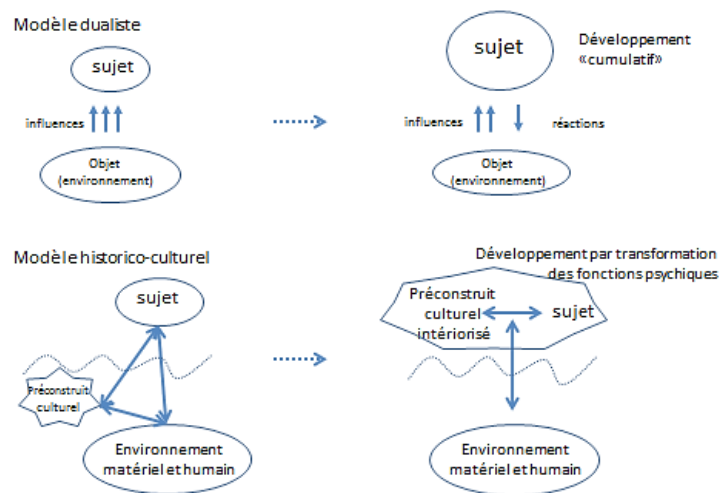 Modèle dualiste
sujet
influences
Objet
(environnement)
sujet
Développement
«cumulatif»
influences
réactions
Objet
(environnement)
Modèle historico-culturel
sujet
Préconstruit
culturel
Environnement
matériel et humain
Développement par transformation
des fonctions psychiques
Préconstruit
culturel
intériorisé
sujet
Environnement
matériel et humain